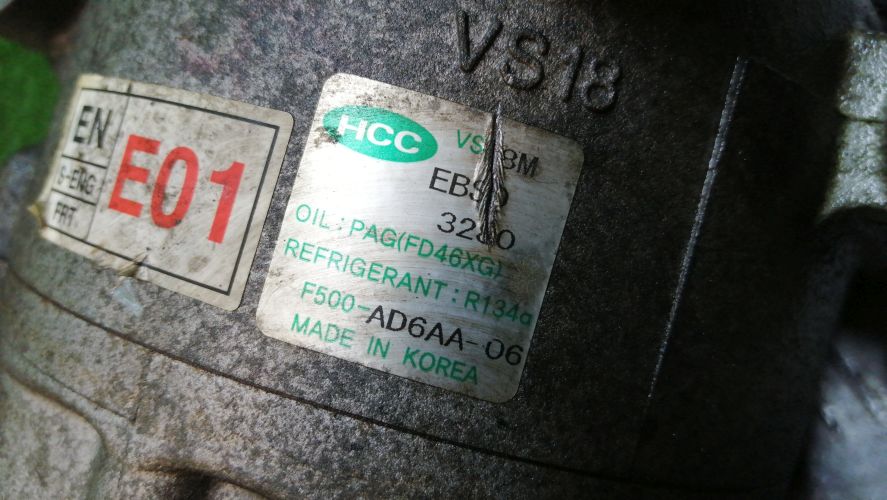 VS18
EN
S-ENG
FRT.
E01
HCC
OIL : PAG(FD46XG)
REFRIGERANT : R134a
F500-AD6AA-06
MADE IN KOREA